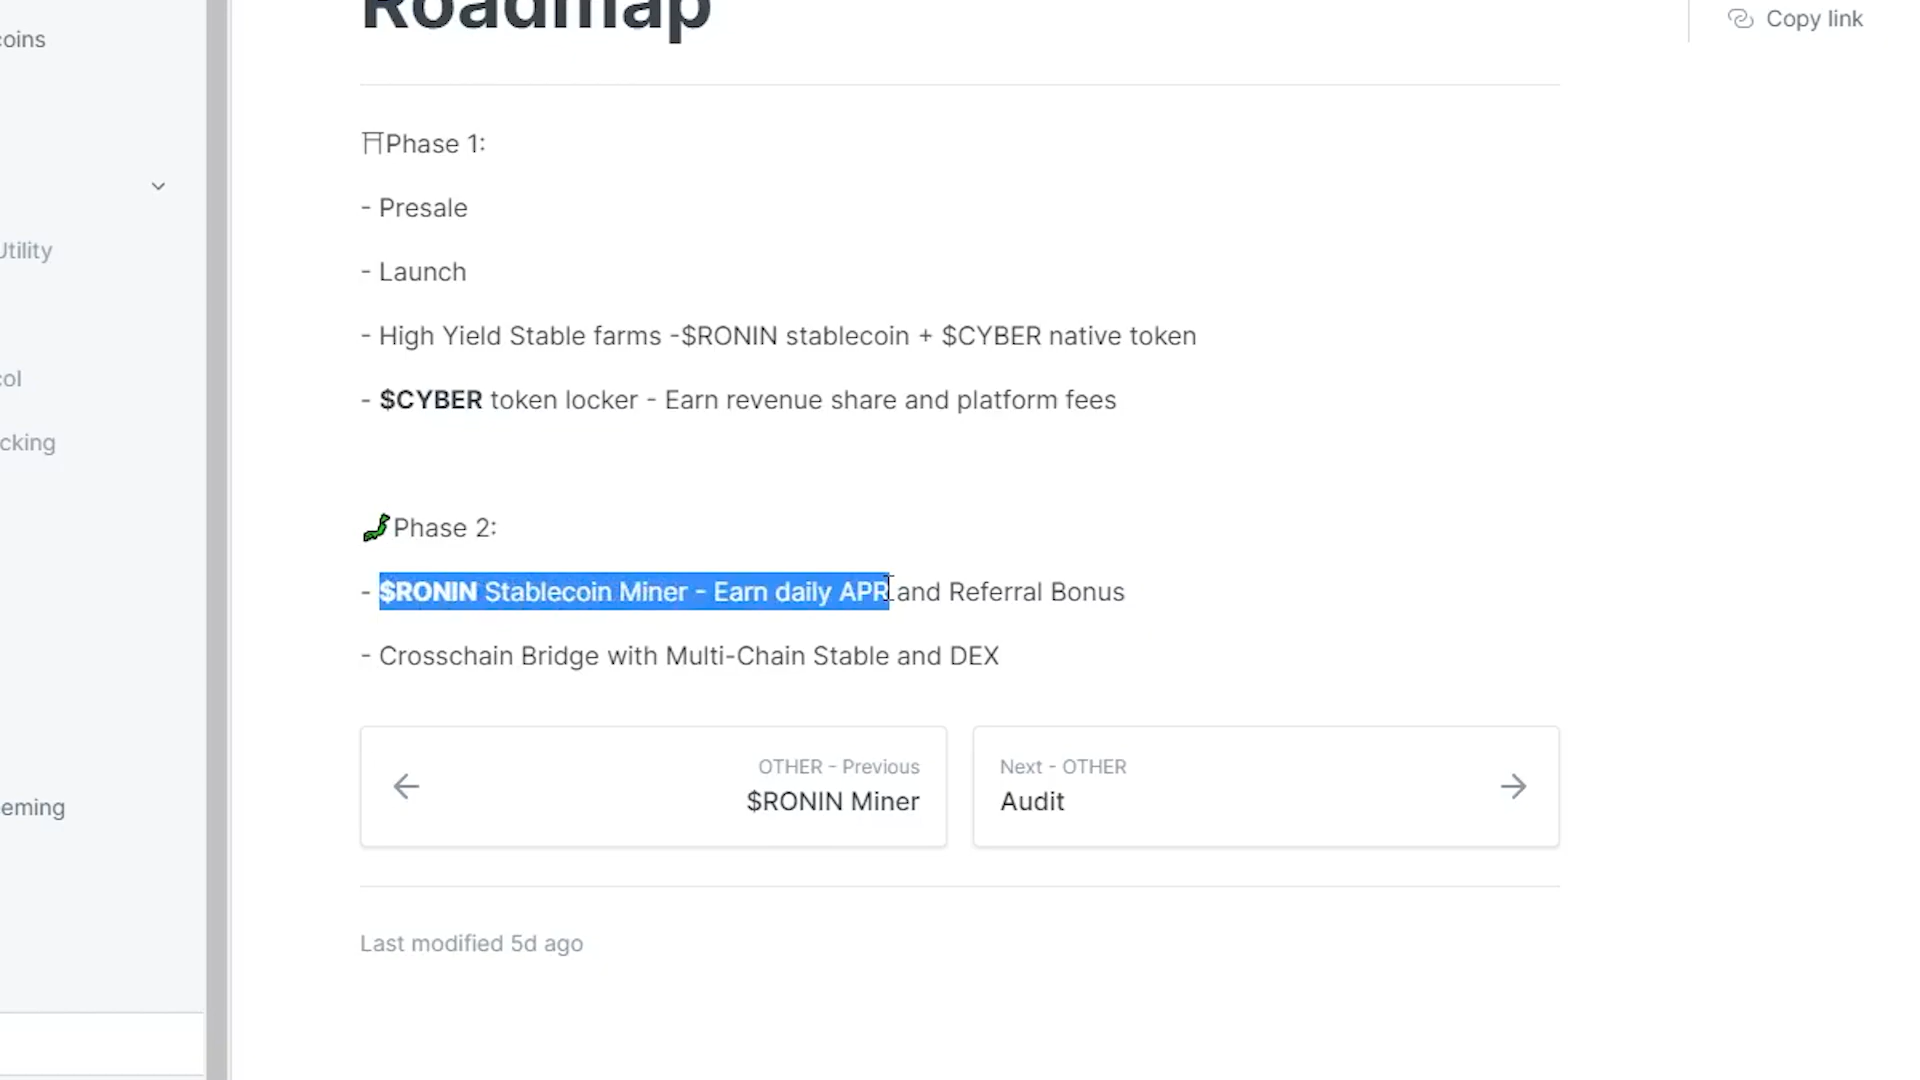 Roadmap
Copy link
coins
Utility
col
cking
eming
⛩Phase 1:
- Presale
- Launch
- High Yield Stable farms -$RONIN stablecoin + $CYBER native token
- $CYBER token locker - Earn revenue share and platform fees
🗾Phase 2:
- $RONIN Stablecoin Miner - Earn daily APR and Referral Bonus
- Crosschain Bridge with Multi-Chain Stable and DEX
OTHER - Previous
$RONIN Miner
Next - OTHER
Audit
Last modified 5d ago